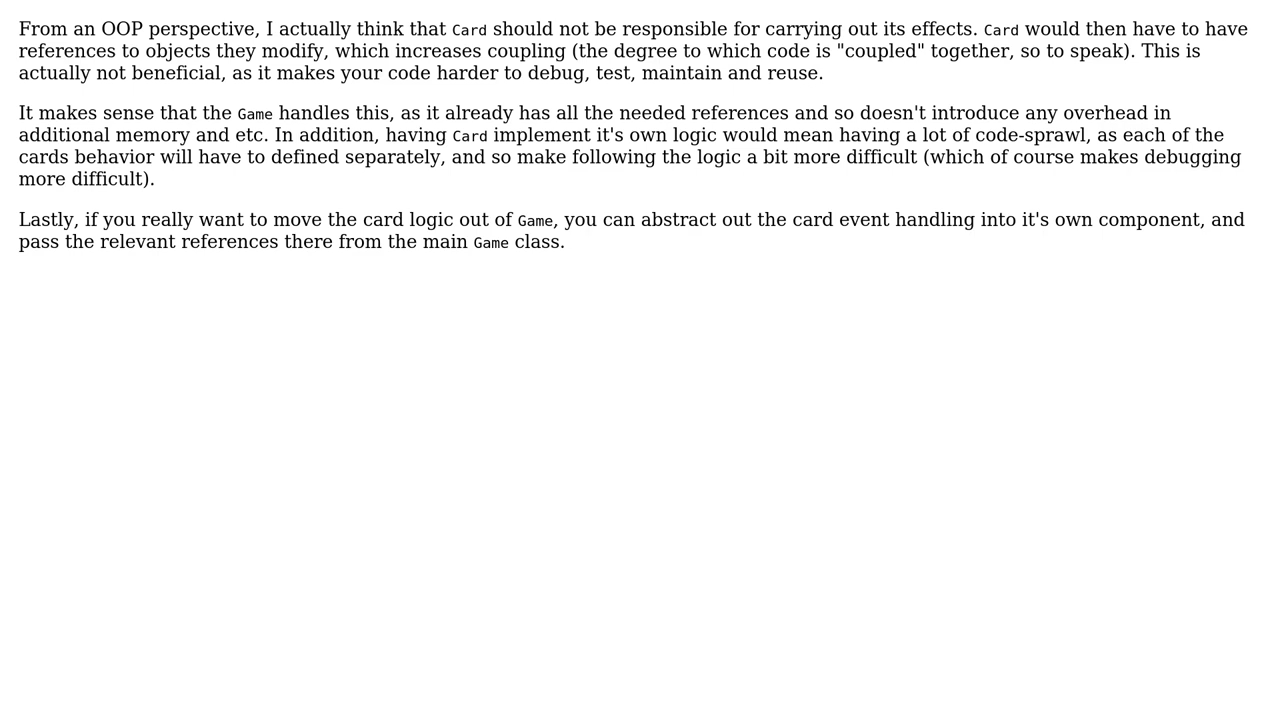 From an OOP perspective, I actually think that Card should not be responsible for carrying out its effects. Card would then have to have
references to objects they modify, which increases coupling (the degree to which code is "coupled" together, so to speak). This is
actually not beneficial, as it makes your code harder to debug, test, maintain and reuse.
It makes sense that the Game handles this, as it already has all the needed references and so doesn't introduce any overhead in
additional memory and etc. In addition, having Card implement it's own logic would mean having a lot of code-sprawl, as each of the
cards behavior will have to defined separately, and so make following the logic a bit more difficult (which of course makes debugging
more difficult).
Lastly, if you really want to move the card logic out of Game, you can abstract out the card event handling into it's own component, and
pass the relevant references there from the main Game class.